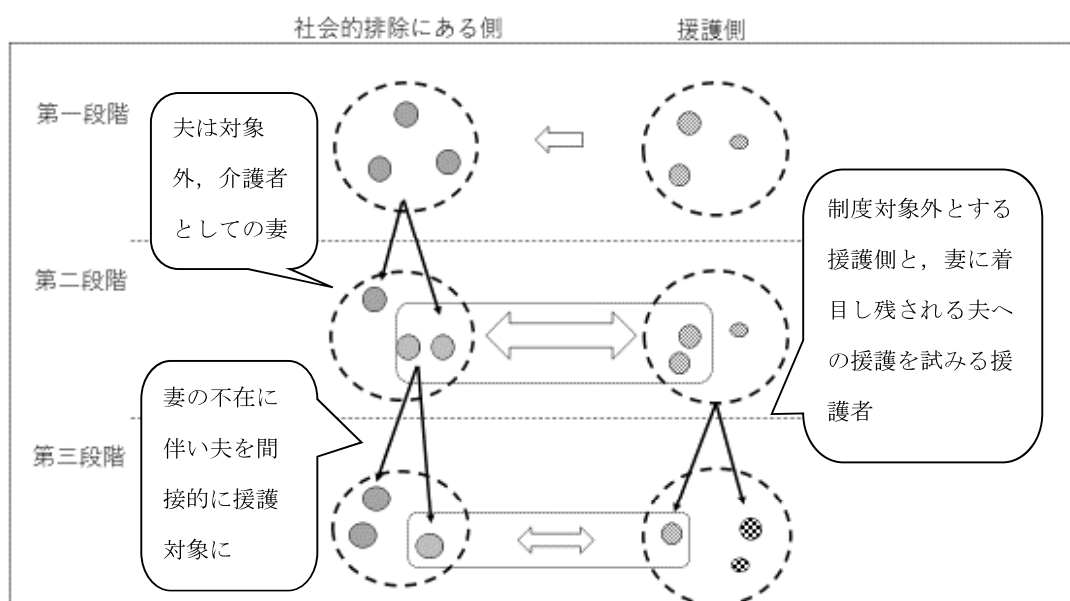 社会的排除にある側
援護側
第一段階
夫は対象
外，介護者
としての妻
制度対象外とする
援護側と，妻に着
目し残される夫へ
の援護を試みる援
護者
第二段階
妻の不在に
伴い夫を間
接的に援護
対象に
第三段階